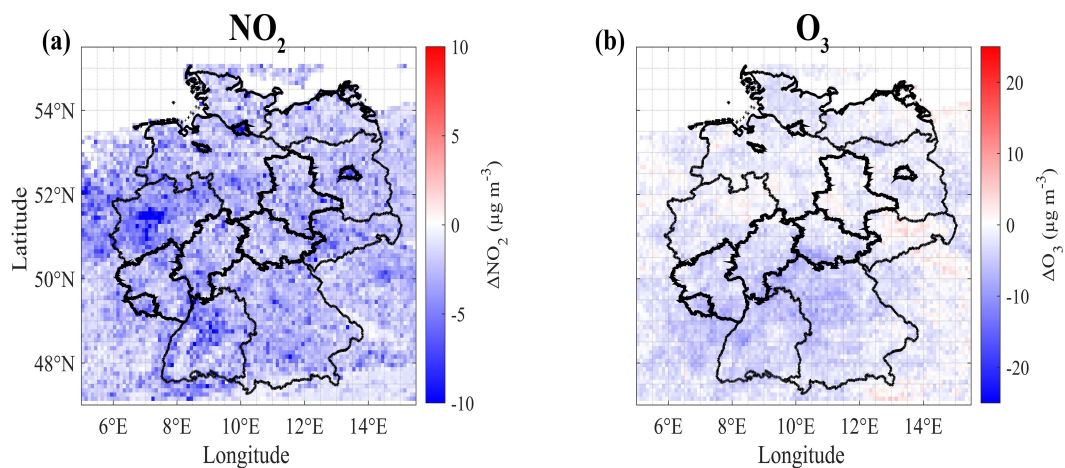 (a)
NO₂
10
5
0
-5
-10
ΔNO₂ (µg m⁻³)
54°N
52°N
50°N
48°N
Latitude
6°E 8°E 10°E 12°E 14°E
Longitude
(b)
O₃
20
10
0
-10
-20
ΔO₃ (µg m⁻³)
6°E 8°E 10°E 12°E 14°E
Longitude